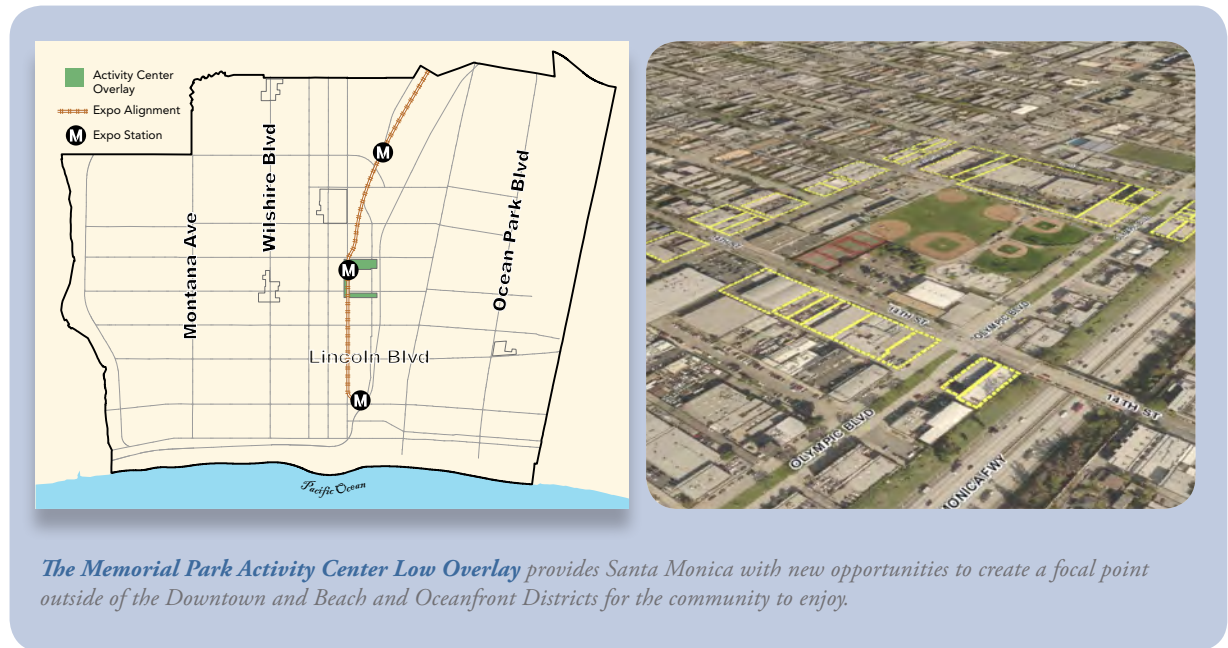 Activity Center
Overlay
Expo Alignment
M Expo Station
Montana Ave
Wilshire Blvd
Ocean Park Blvd
M
M
Lincoln Blvd
M
Pacific Ocean
14TH ST
OLYMPIC BLVD
OLYMPIC BLVD
14TH ST
MONICA FWY
The Memorial Park Activity Center Low Overlay provides Santa Monica with new opportunities to create a focal point
outside of the Downtown and Beach and Oceanfront Districts for the community to enjoy.